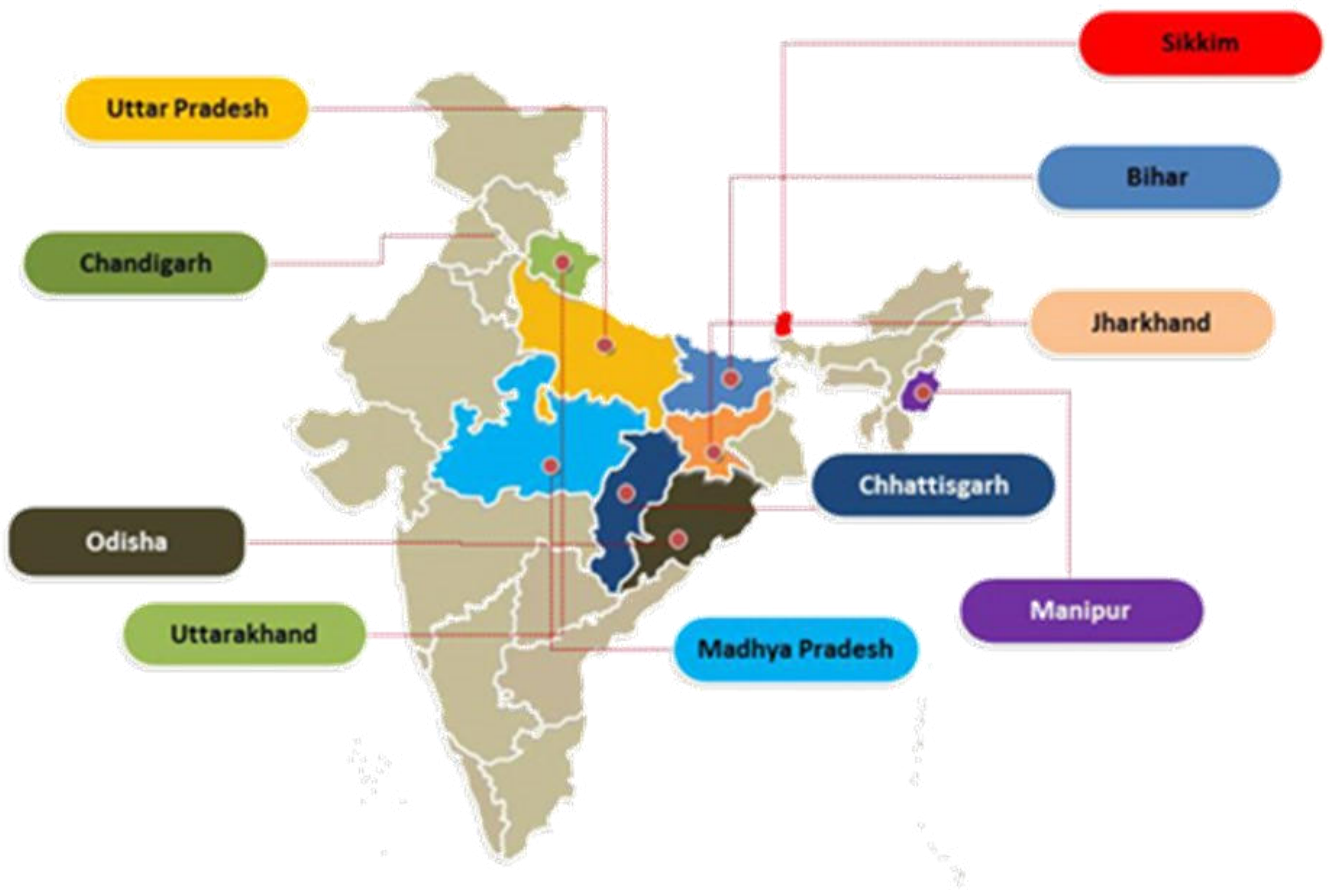 Sikkim
Uttar Pradesh
Bihar
Chandigarh
Jharkhand
Chhattisgarh
Odisha
Manipur
Uttarakhand
Madhya Pradesh